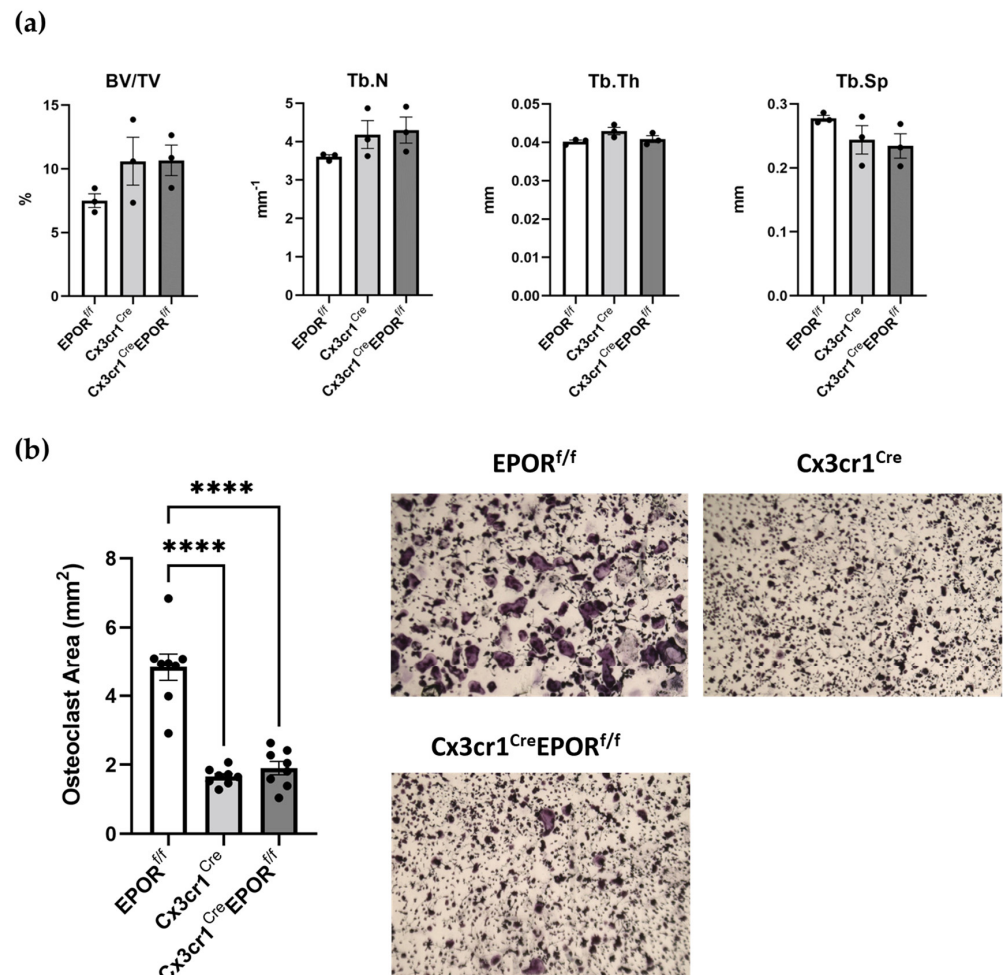 (a)
BV/TV
Tb.N
Tb.Th
Tb.Sp
15
10
5
0
%
EPORf/f
Cx3cr1Cre
Cx3cr1CreEPORf/f
5
4
3
2
1
0
mm-1
EPORf/f
Cx3cr1Cre
Cx3cr1CreEPORf/f
0.05
0.04
0.03
0.02
0.01
0.00
mm
EPORf/f
Cx3cr1Cre
Cx3cr1CreEPORf/f
0.3
0.2
0.1
0.0
mm
EPORf/f
Cx3cr1Cre
Cx3cr1CreEPORf/f
(b)
****
****
8
6
4
2
0
Osteoclast Area (mm2)
EPORf/f
Cx3cr1Cre
Cx3cr1CreEPORf/f
EPORf/f
Cx3cr1Cre
Cx3cr1CreEPORf/f